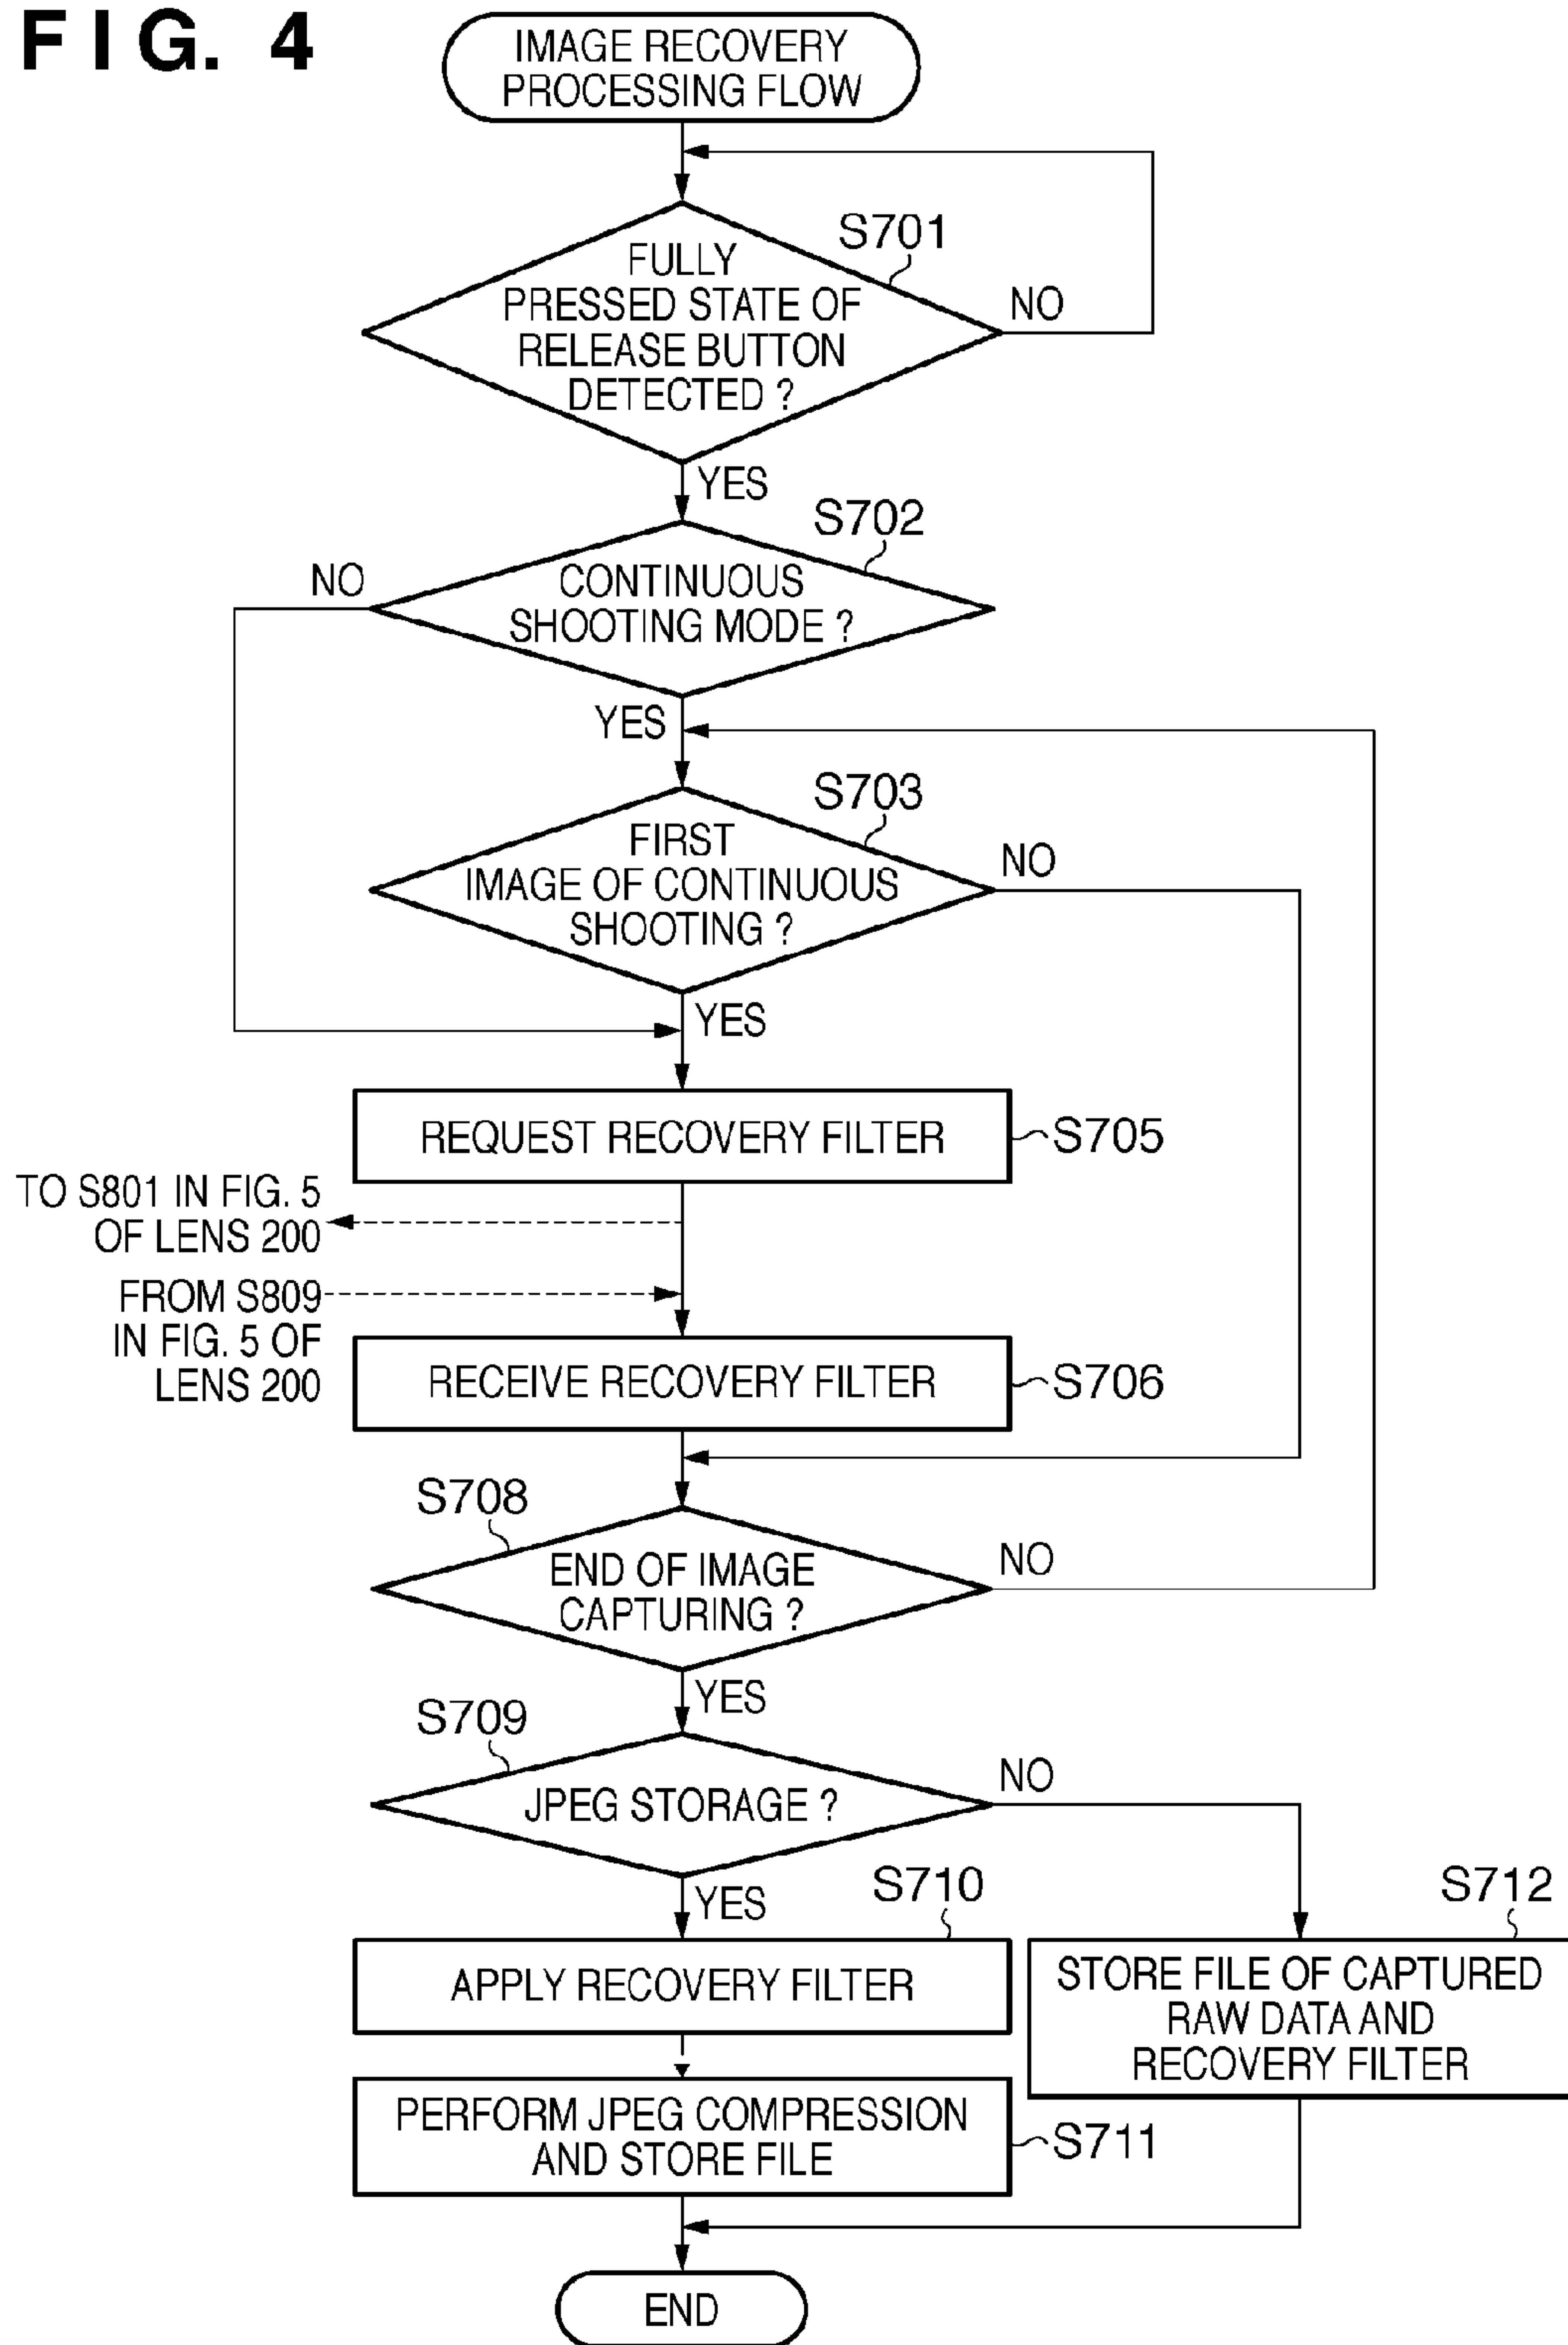 FIG. 4
IMAGE RECOVERY
PROCESSING FLOW
S701
FULLY
PRESSED STATE OF
RELEASE BUTTON
DETECTED ?
NO
YES
S702
NO
CONTINUOUS
SHOOTING MODE ?
YES
S703
FIRST
IMAGE OF CONTINUOUS
SHOOTING ?
NO
YES
REQUEST RECOVERY FILTER
S705
TO S801 IN FIG. 5
OF LENS 200
FROM S809
IN FIG. 5 OF
LENS 200
RECEIVE RECOVERY FILTER
S706
S708
END OF IMAGE
CAPTURING ?
NO
YES
S709
JPEG STORAGE ?
NO
YES
S710
APPLY RECOVERY FILTER
S712
STORE FILE OF CAPTURED
RAW DATA AND
RECOVERY FILTER
PERFORM JPEG COMPRESSION
AND STORE FILE
S711
END